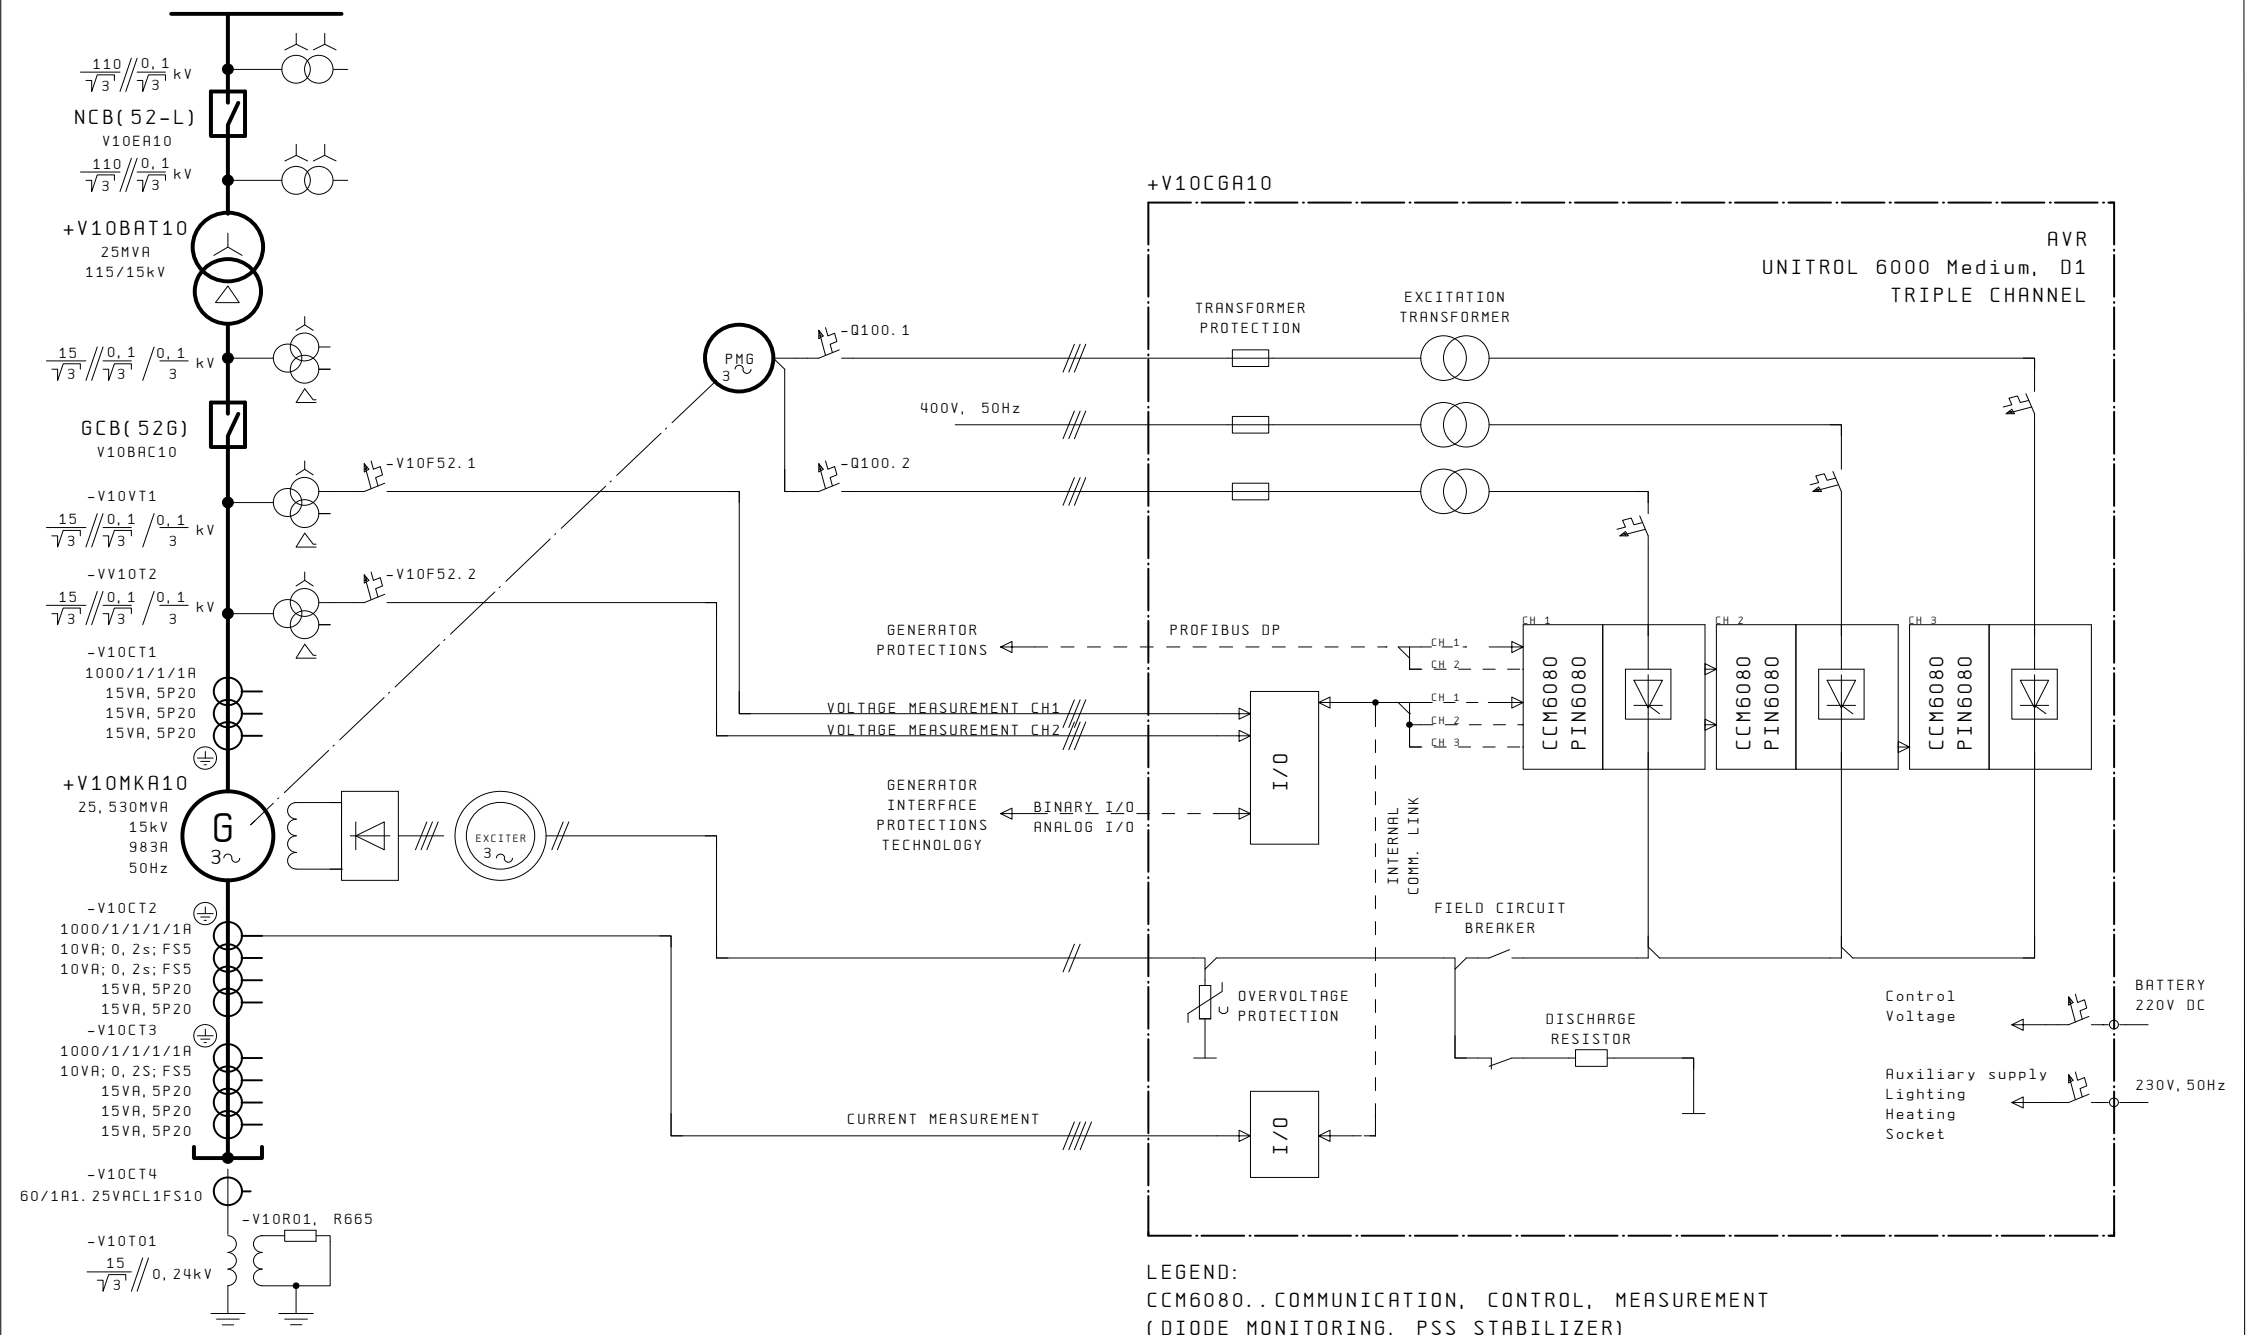 110/√3//0,1/√3 kV
NCB(52-L)
V10EA10
110/√3//0,1/√3 kV
+V10BAT10
25MVA
115/15kV
15/√3//0,1/√3/0,1/3 kV
GCB(52G)
V10BAC10
-V10VT1
15/√3//0,1/√3/0,1/3 kV
-VV10T2
15/√3//0,1/√3/0,1/3 kV
-V10CT1
1000/1/1/1A
15VA,5P20
15VA,5P20
15VA,5P20
+V10MKA10
25,530MVA
15kV
983A
50Hz
G
3~
-V10CT2
1000/1/1/1/1A
10VA;0,2s;FS5
10VA;0,2s;FS5
15VA,5P20
15VA,5P20
-V10CT3
1000/1/1/1/1A
10VA;0,2S;FS5
15VA,5P20
15VA,5P20
15VA,5P20
-V10CT4
60/1A1.25VACL1FS10
-V10R01, R665
-V10T01
15/√3//0,24kV
-V10F52.1
-V10F52.2
EXCITER
3~
PMG
3~
-Q100.1
400V, 50Hz
-Q100.2
GENERATOR
PROTECTIONS
PROFIBUS DP
VOLTAGE MEASUREMENT CH1
VOLTAGE MEASUREMENT CH2
GENERATOR
INTERFACE
PROTECTIONS
TECHNOLOGY
BINARY I/O
ANALOG I/O
CURRENT MEASUREMENT
+V10CGA10
AVR
UNITROL 6000 Medium, D1
TRIPLE CHANNEL
TRANSFORMER
PROTECTION
EXCITATION
TRANSFORMER
CH 1
CH 2
CH 1
CH 2
CH 3
CH 1
CCM6080
PIN6080
CH 2
CCM6080
PIN6080
CH 3
CCM6080
PIN6080
I/O
INTERNAL
COMM. LINK
FIELD CIRCUIT
BREAKER
U
OVERVOLTAGE
PROTECTION
DISCHARGE
RESISTOR
I/O
Control
Voltage
BATTERY
220V DC
Auxiliary supply
Lighting
Heating
Socket
230V,50Hz
LEGEND:
CCM6080..COMMUNICATION, CONTROL, MEASUREMENT
(DIODE MONITORING, PSS STABILIZER)